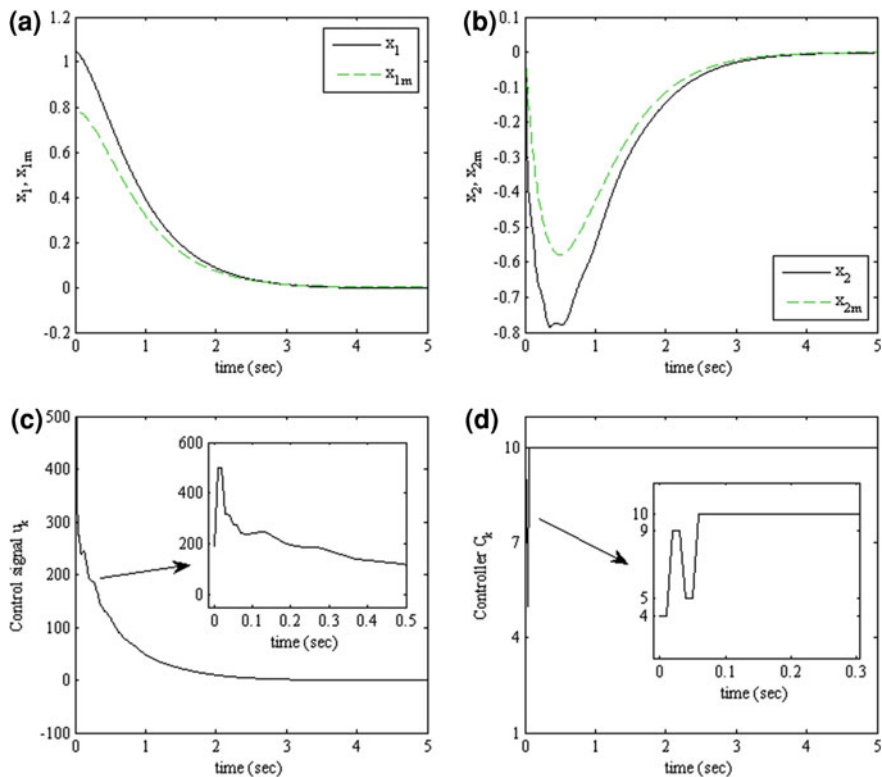 (a)
1.2
1
0.8
0.6
0.4
0.2
0
-0.2
x1, x1m
x1
x1m
0 1 2 3 4 5
time (sec)
(b)
0.1
0
-0.1
-0.2
-0.3
-0.4
-0.5
-0.6
-0.7
-0.8
x2, x2m
x2
x2m
0 1 2 3 4 5
time (sec)
(c)
500
400
300
200
100
0
-100
Control signal uk
600
400
200
0
0 0.1 0.2 0.3 0.4 0.5
time (sec)
0 1 2 3 4 5
time (sec)
(d)
10
7
4
1
Controller Ck
10
9
5
4
0 0.1 0.2 0.3
time (sec)
0 1 2 3 4 5
time (sec)